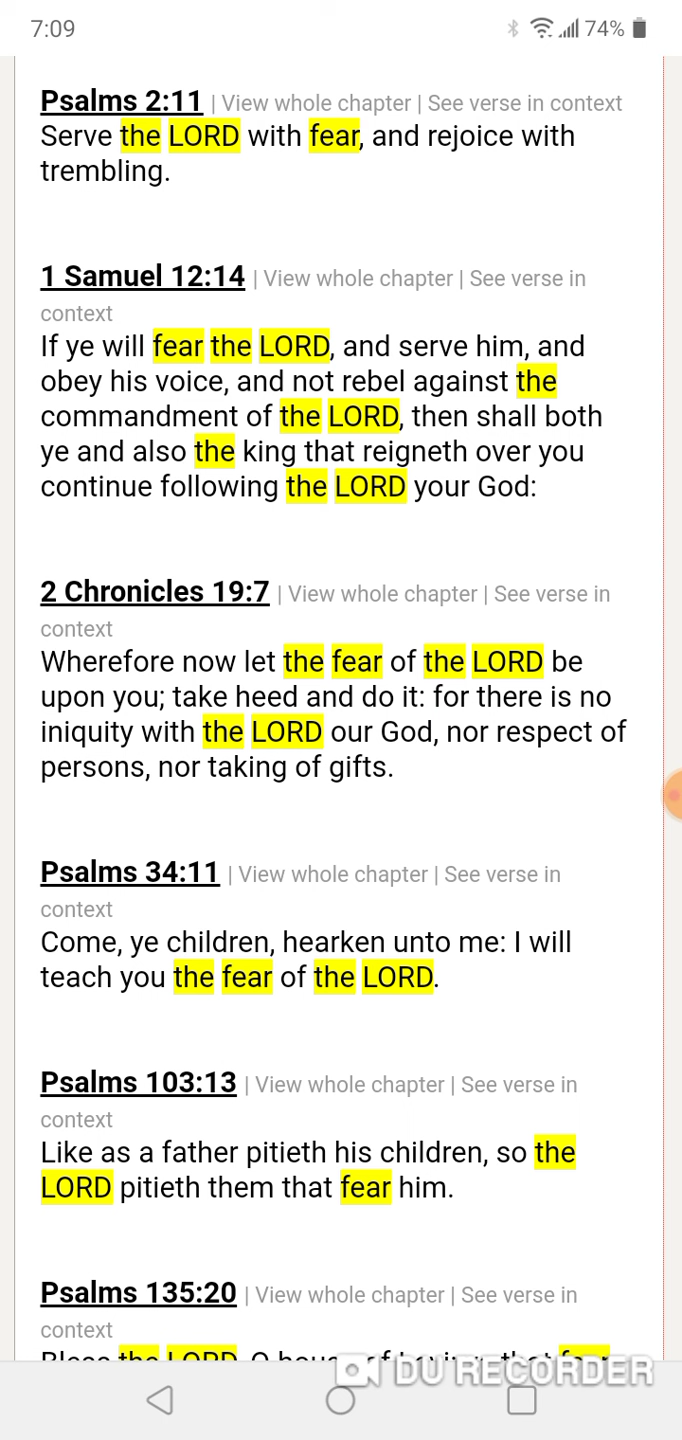 7:09 74%
Psalms 2:11 | View whole chapter | See verse in context
Serve the LORD with fear, and rejoice with
trembling.
1 Samuel 12:14 | View whole chapter | See verse in
context
If ye will fear the LORD, and serve him, and
obey his voice, and not rebel against the
commandment of the LORD, then shall both
ye and also the king that reigneth over you
continue following the LORD your God:
2 Chronicles 19:7 | View whole chapter | See verse in
context
Wherefore now let the fear of the LORD be
upon you; take heed and do it: for there is no
iniquity with the LORD our God, nor respect of
persons, nor taking of gifts.
Psalms 34:11 | View whole chapter | See verse in
context
Come, ye children, hearken unto me: I will
teach you the fear of the LORD.
Psalms 103:13 | View whole chapter | See verse in
context
Like as a father pitieth his children, so the
LORD pitieth them that fear him.
Psalms 135:20 | View whole chapter | See verse in
context
Bless the LORD, O
DU RECORDER